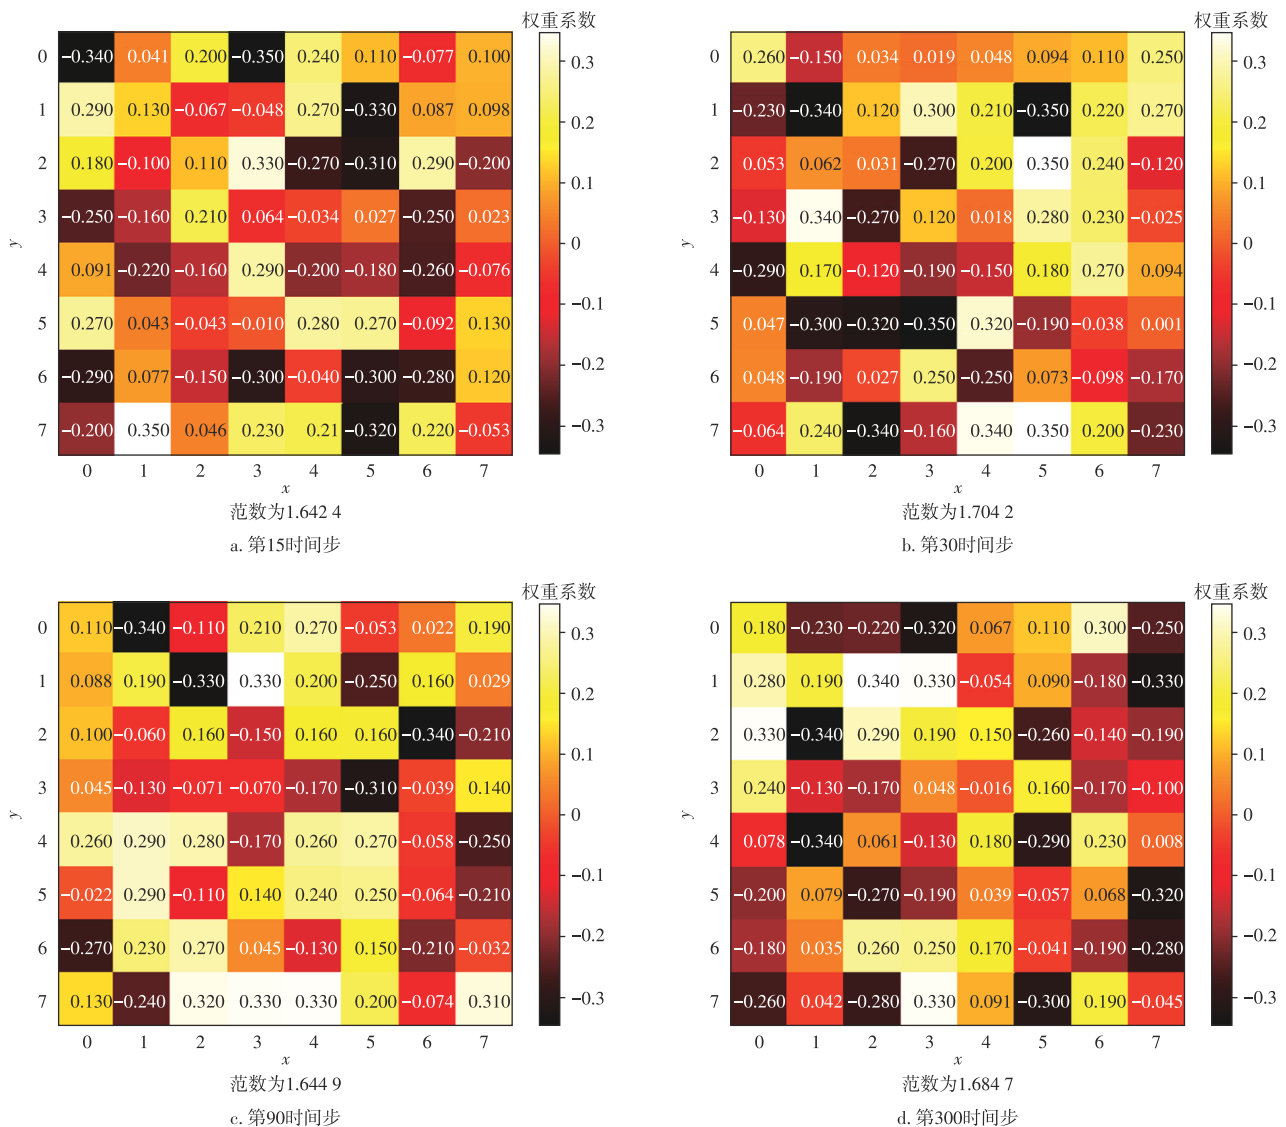 权重系数
0 −0.340 0.041 0.200 −0.350 0.240 0.110 −0.077 0.100 0.3
1 0.290 0.130 −0.067 −0.048 0.270 −0.330 0.087 0.098 0.2
2 0.180 −0.100 0.110 0.330 −0.270 −0.310 0.290 −0.200 0.1
3 −0.250 −0.160 0.210 0.064 −0.034 0.027 −0.250 0.023 0
y
4 0.091 −0.220 −0.160 0.290 −0.200 −0.180 −0.260 −0.076 −0.1
5 0.270 0.043 −0.043 −0.010 0.280 0.270 −0.092 0.130
6 −0.290 0.077 −0.150 −0.300 −0.040 −0.300 −0.280 0.120 −0.2
7 −0.200 0.350 0.046 0.230 0.21 −0.320 0.220 −0.053 −0.3
0 1 2 3 4 5 6 7
x
范数为1.642 4
a. 第15时间步
权重系数
0 0.260 −0.150 0.034 0.019 0.048 0.094 0.110 0.250 0.3
1 −0.230 −0.340 0.120 0.300 0.210 −0.350 0.220 0.270 0.2
2 0.053 0.062 0.031 −0.270 0.200 0.350 0.240 −0.120 0.1
3 −0.130 0.340 −0.270 0.120 0.018 0.280 0.230 −0.025 0
y
4 −0.290 0.170 −0.120 −0.190 −0.150 0.180 0.270 0.094 −0.1
5 0.047 −0.300 −0.320 −0.350 0.320 −0.190 −0.038 0.001
6 0.048 −0.190 0.027 0.250 −0.250 0.073 −0.098 −0.170 −0.2
7 −0.064 0.240 −0.340 −0.160 0.340 0.350 0.200 −0.230 −0.3
0 1 2 3 4 5 6 7
x
范数为1.704 2
b. 第30时间步
权重系数
0 0.110 −0.340 −0.110 0.210 0.270 −0.053 0.022 0.190 0.3
1 0.088 0.190 −0.330 0.330 0.200 −0.250 0.160 0.029 0.2
2 0.100 −0.060 0.160 −0.150 0.160 0.160 −0.340 −0.210 0.1
3 0.045 −0.130 −0.071 −0.070 −0.170 −0.310 −0.039 0.140 0
y
4 0.260 0.290 0.280 −0.170 0.260 0.270 −0.058 −0.250 −0.1
5 −0.022 0.290 −0.110 0.140 0.240 0.250 −0.064 −0.210
6 −0.270 0.230 0.270 0.045 −0.130 0.150 −0.210 −0.032 −0.2
7 0.130 −0.240 0.320 0.330 0.330 0.200 −0.074 0.310 −0.3
0 1 2 3 4 5 6 7
x
范数为1.644 9
c. 第90时间步
权重系数
0 0.180 −0.230 −0.220 −0.320 0.067 0.110 0.300 −0.250 0.3
1 0.280 0.190 0.340 0.330 −0.054 0.090 −0.180 −0.330 0.2
2 0.330 −0.340 0.290 0.190 0.150 −0.260 −0.140 −0.190 0.1
3 0.240 −0.130 −0.170 0.048 −0.016 0.160 −0.170 −0.100 0
y
4 0.078 −0.340 0.061 −0.130 0.180 −0.290 0.230 0.008 −0.1
5 −0.200 0.079 −0.270 −0.190 0.039 −0.057 0.068 −0.320
6 −0.180 0.035 0.260 0.250 0.170 −0.041 −0.190 −0.280 −0.2
7 −0.260 0.042 −0.280 0.330 0.091 −0.300 0.190 −0.045 −0.3
0 1 2 3 4 5 6 7
x
范数为1.684 7
d. 第300时间步